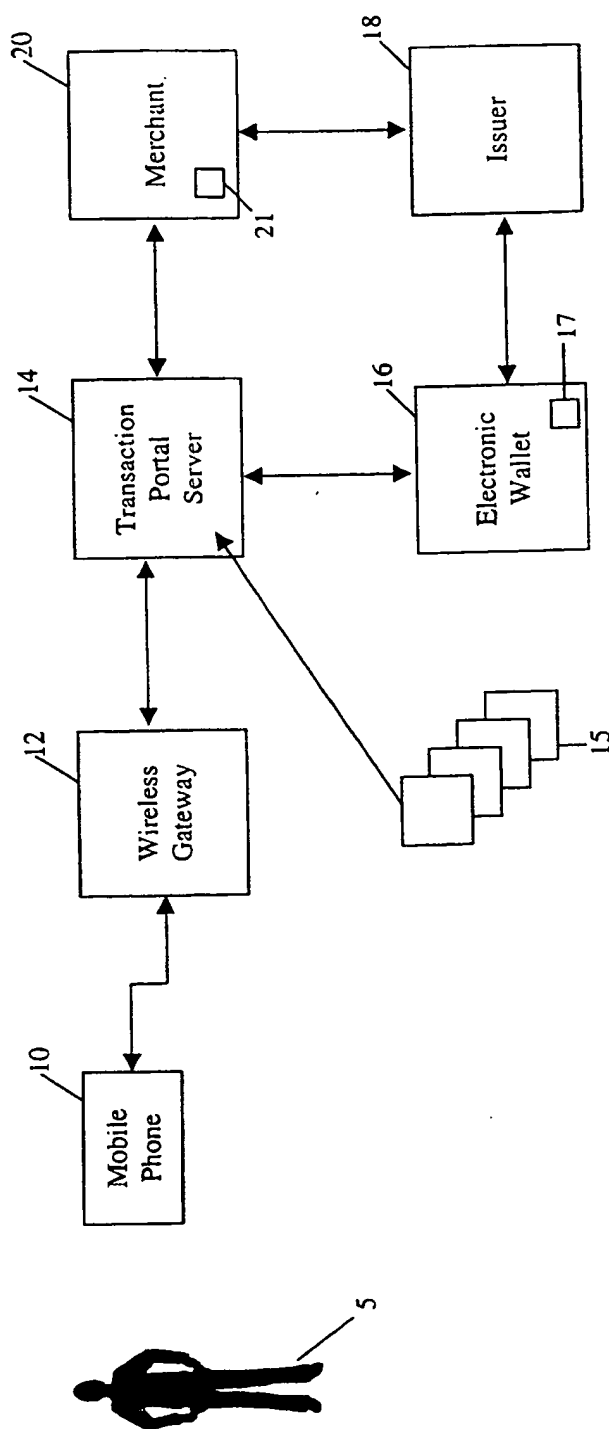 5
10
Mobile
Phone
12
Wireless
Gateway
14
Transaction
Portal
Server
15
16
Electronic
Wallet
17
20
Merchant.
21
18
Issuer